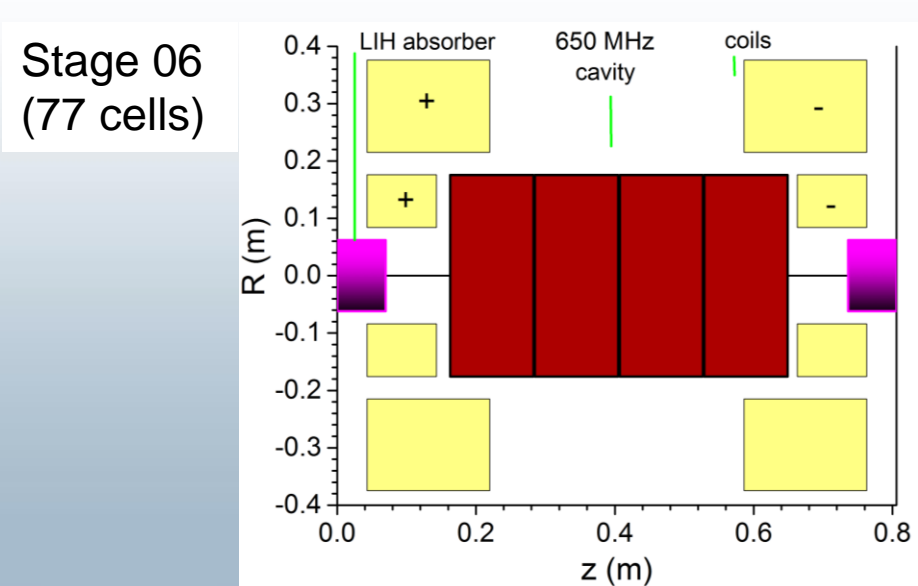 Stage 06
(77 cells)
LIH absorber
650 MHz
cavity
coils
+
-
+
-
R (m)
0.4
0.3
0.2
0.1
0.0
-0.1
-0.2
-0.3
-0.4
0.0 0.2 0.4 0.6 0.8
z (m)